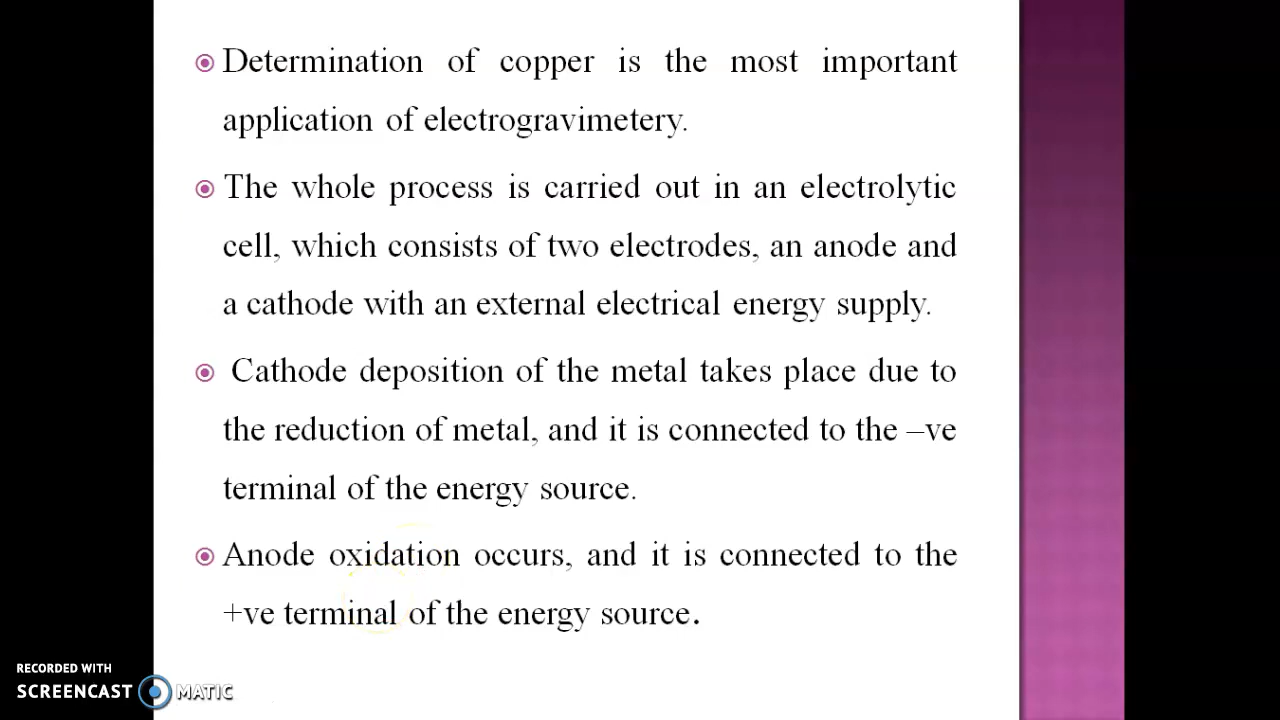 Determination of copper is the most important
application of electrogravimetery.
The whole process is carried out in an electrolytic
cell, which consists of two electrodes, an anode and
a cathode with an external electrical energy supply.
Cathode deposition of the metal takes place due to
the reduction of metal, and it is connected to the –ve
terminal of the energy source.
Anode oxidation occurs, and it is connected to the
+ve terminal of the energy source.
RECORDED WITH
SCREENCAST MATIC